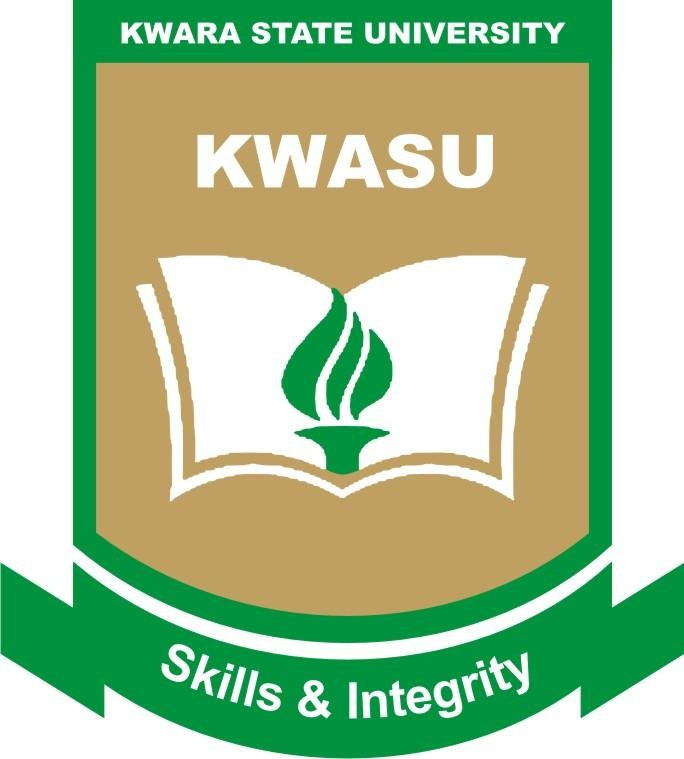 KWARA STATE UNIVERSITY
KWASU
Skills & Integrity